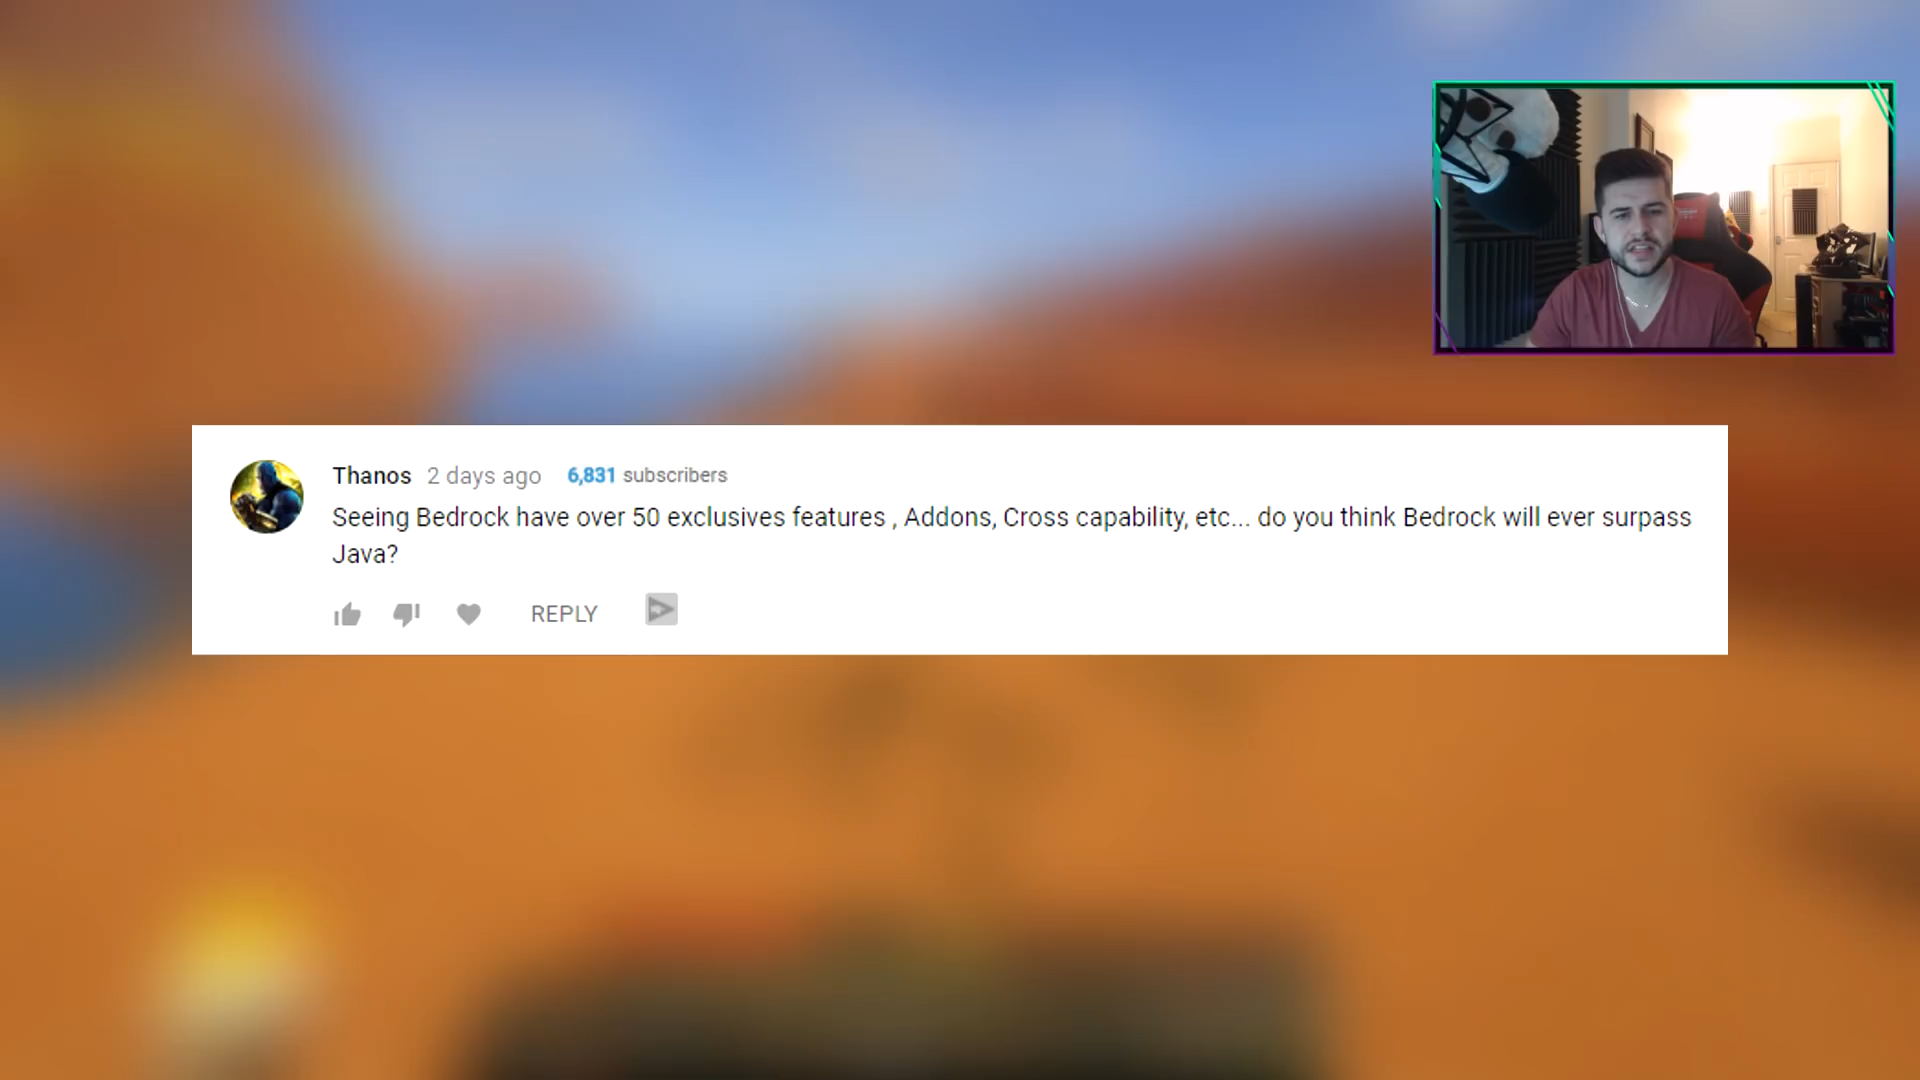 Thanos 2 days ago 6,831 subscribers
Seeing Bedrock have over 50 exclusives features , Addons, Cross capability, etc... do you think Bedrock will ever surpass
Java?
REPLY